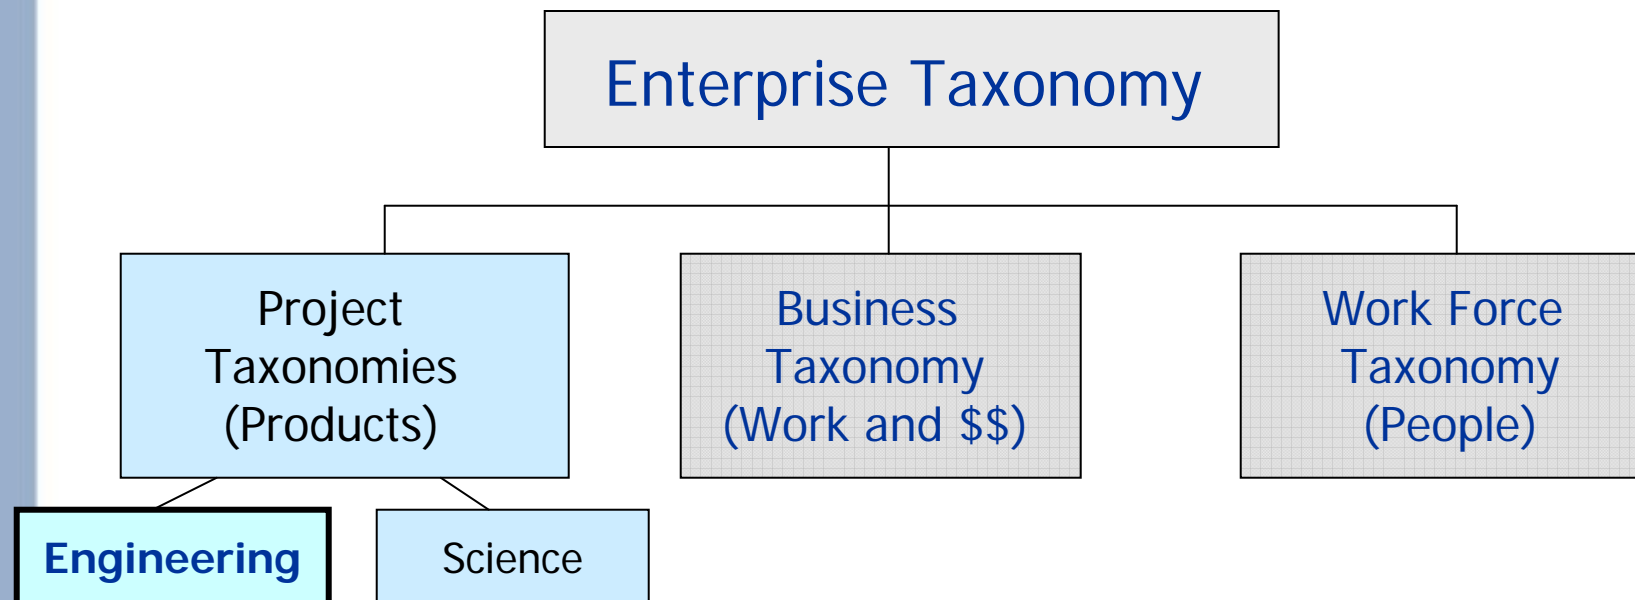 Enterprise Taxonomy
Project
Taxonomies
(Products)
Business
Taxonomy
(Work and $$)
Work Force
Taxonomy
(People)
Engineering
Science